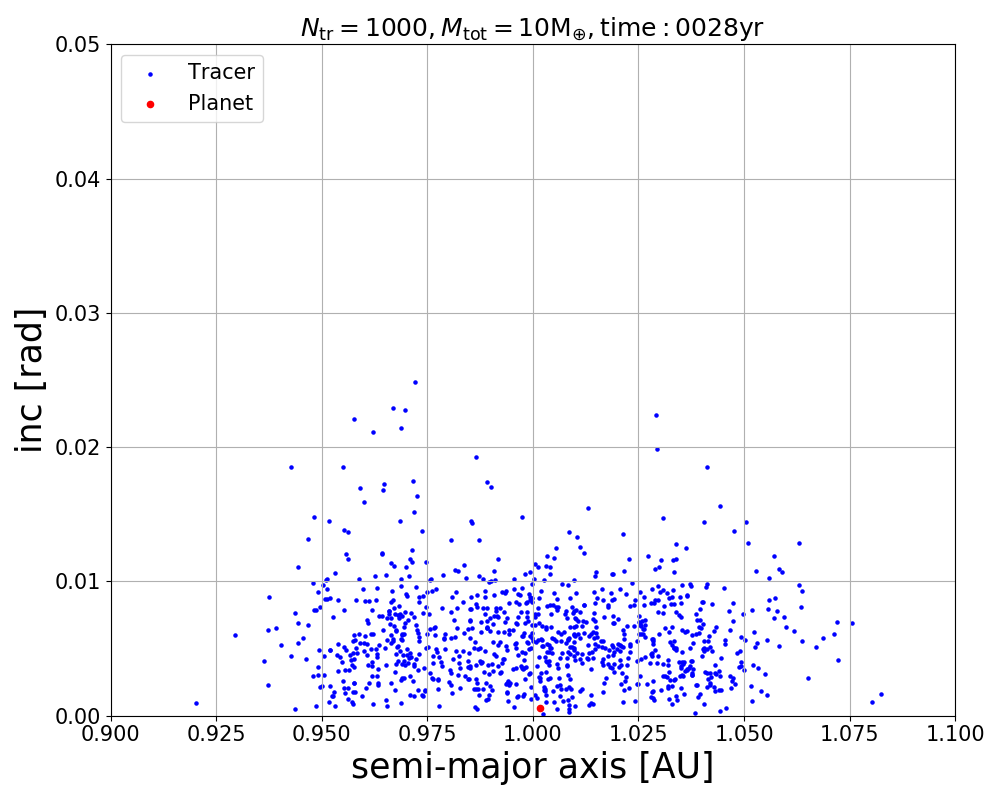 N_tr = 1000, M_tot = 10M_⊕, time : 0028yr
0.05
Tracer
Planet
0.04
0.03
0.02
0.01
0.00
inc [rad]
0.900 0.925 0.950 0.975 1.000 1.025 1.050 1.075 1.100
semi-major axis [AU]